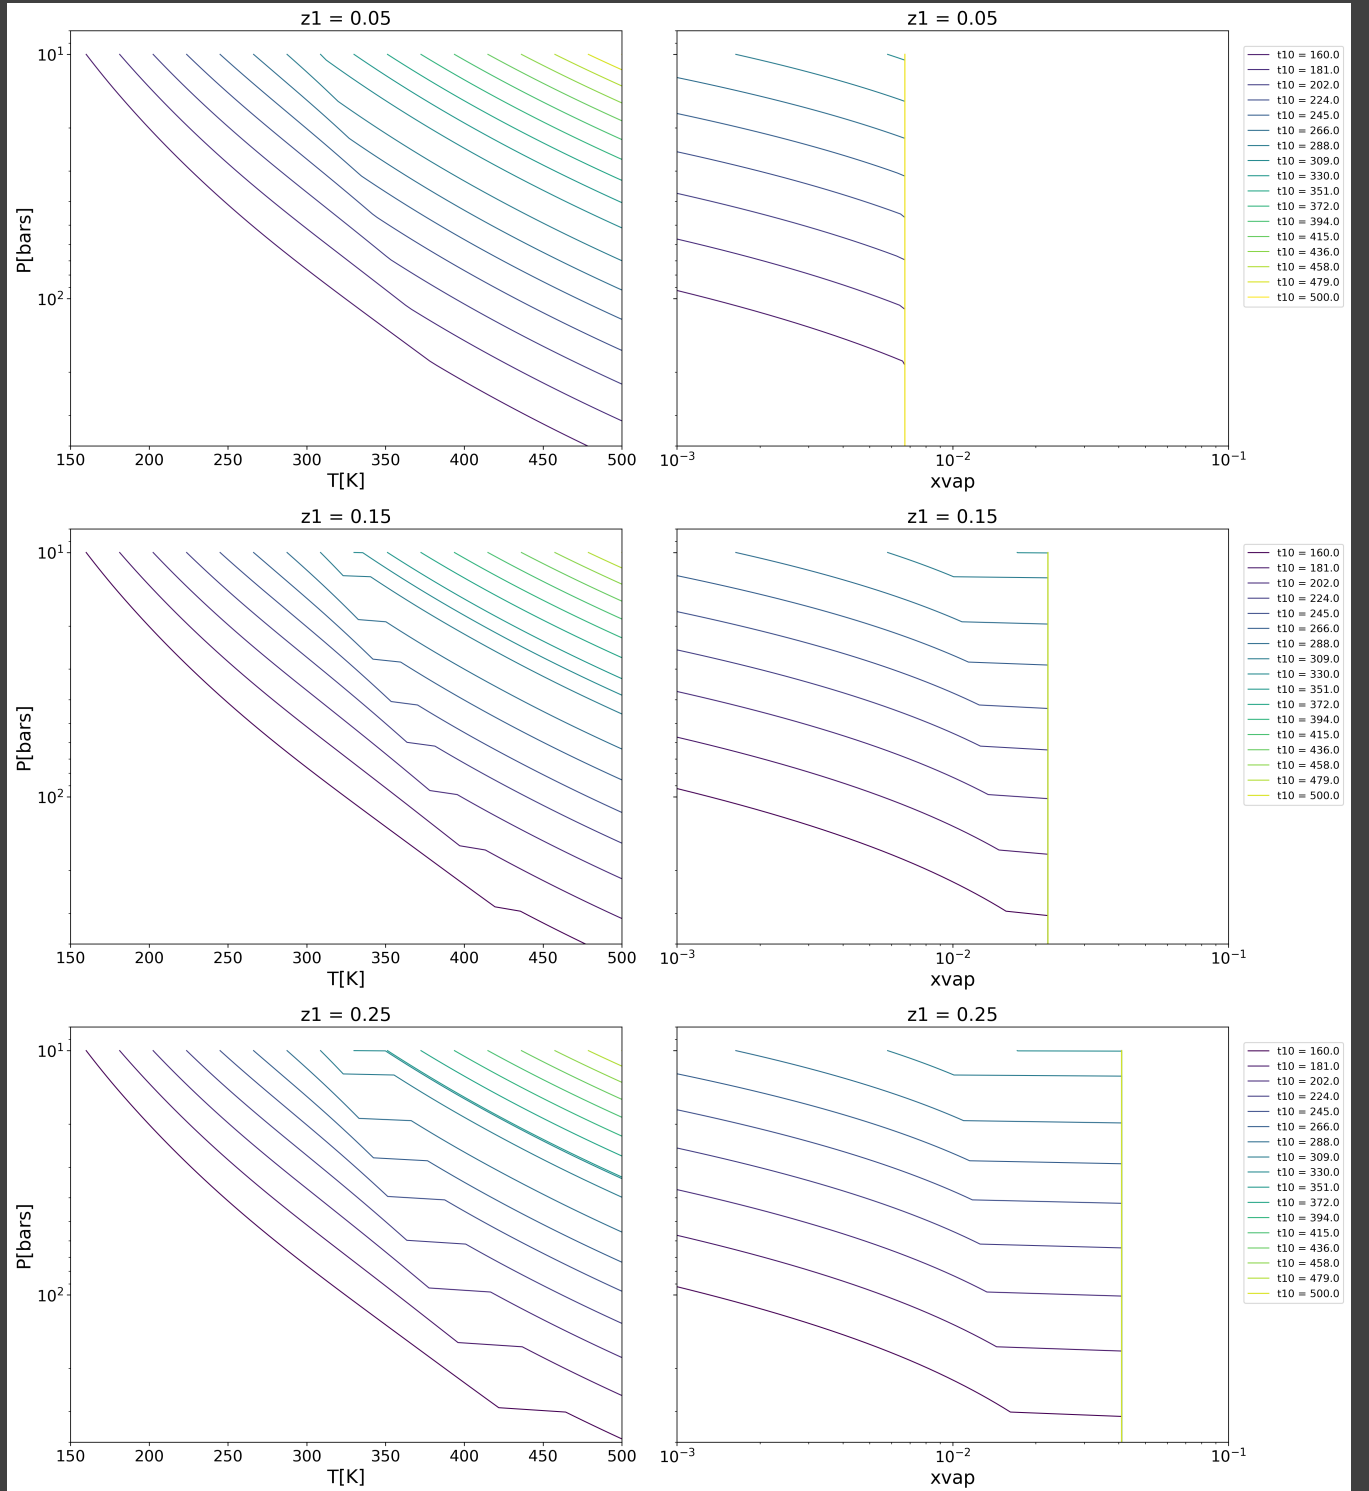 z1 = 0.05
z1 = 0.05
10¹
10²
P[bars]
150 200 250 300 350 400 450 500
T[K]
10⁻³ 10⁻² 10⁻¹
xvap
t10 = 160.0
t10 = 181.0
t10 = 202.0
t10 = 224.0
t10 = 245.0
t10 = 266.0
t10 = 288.0
t10 = 309.0
t10 = 330.0
t10 = 351.0
t10 = 372.0
t10 = 394.0
t10 = 415.0
t10 = 436.0
t10 = 458.0
t10 = 479.0
t10 = 500.0
z1 = 0.15
z1 = 0.15
10¹
10²
P[bars]
150 200 250 300 350 400 450 500
T[K]
10⁻³ 10⁻² 10⁻¹
xvap
t10 = 160.0
t10 = 181.0
t10 = 202.0
t10 = 224.0
t10 = 245.0
t10 = 266.0
t10 = 288.0
t10 = 309.0
t10 = 330.0
t10 = 351.0
t10 = 372.0
t10 = 394.0
t10 = 415.0
t10 = 436.0
t10 = 458.0
t10 = 479.0
t10 = 500.0
z1 = 0.25
z1 = 0.25
10¹
10²
P[bars]
150 200 250 300 350 400 450 500
T[K]
10⁻³ 10⁻² 10⁻¹
xvap
t10 = 160.0
t10 = 181.0
t10 = 202.0
t10 = 224.0
t10 = 245.0
t10 = 266.0
t10 = 288.0
t10 = 309.0
t10 = 330.0
t10 = 351.0
t10 = 372.0
t10 = 394.0
t10 = 415.0
t10 = 436.0
t10 = 458.0
t10 = 479.0
t10 = 500.0